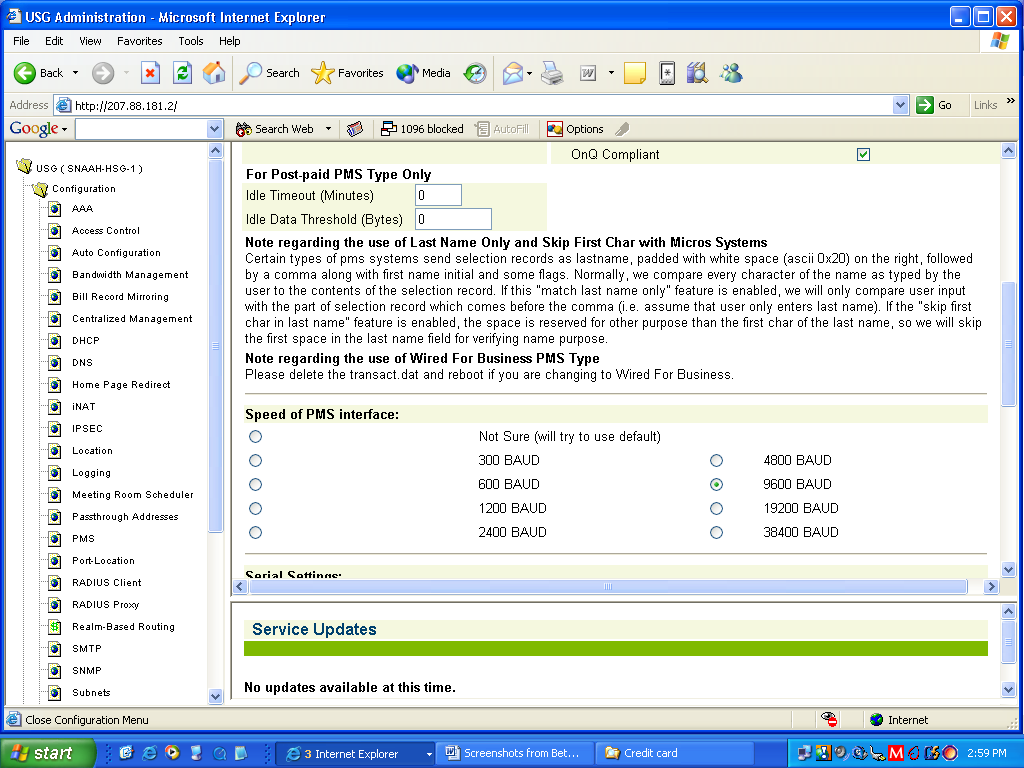 USG Administration - Microsoft Internet Explorer
File Edit View Favorites Tools Help
Back Search Favorites Media
Address http://207.88.181.2/ Go Links »
Google Search Web 1096 blocked AutoFill Options
USG ( SNAAH-HSG-1 )
Configuration
AAA
Access Control
Auto Configuration
Bandwidth Management
Bill Record Mirroring
Centralized Management
DHCP
DNS
Home Page Redirect
iNAT
IPSEC
Location
Logging
Meeting Room Scheduler
Passthrough Addresses
PMS
Port-Location
RADIUS Client
RADIUS Proxy
Realm-Based Routing
SMTP
SNMP
Subnets
OnQ Compliant
For Post-paid PMS Type Only
Idle Timeout (Minutes) 0
Idle Data Threshold (Bytes) 0
Note regarding the use of Last Name Only and Skip First Char with Micros Systems
Certain types of pms systems send selection records as lastname, padded with white space (ascii 0x20) on the right, followed
by a comma along with first name initial and some flags. Normally, we compare every character of the name as typed by the
user to the contents of the selection record. If this "match last name only" feature is enabled, we will only compare user input
with the part of selection record which comes before the comma (i.e. assume that user only enters last name). If the "skip first
char in last name" feature is enabled, the space is reserved for other purpose than the first char of the last name, so we will skip
the first space in the last name field for verifying name purpose.
Note regarding the use of Wired For Business PMS Type
Please delete the transact.dat and reboot if you are changing to Wired For Business.
Speed of PMS interface:
Not Sure (will try to use default)
300 BAUD 4800 BAUD
600 BAUD 9600 BAUD
1200 BAUD 19200 BAUD
2400 BAUD 38400 BAUD
Serial Settings:
Service Updates
No updates available at this time.
Close Configuration Menu Internet
start 3 Internet Explorer Screenshots from Bet... Credit card 2:59 PM